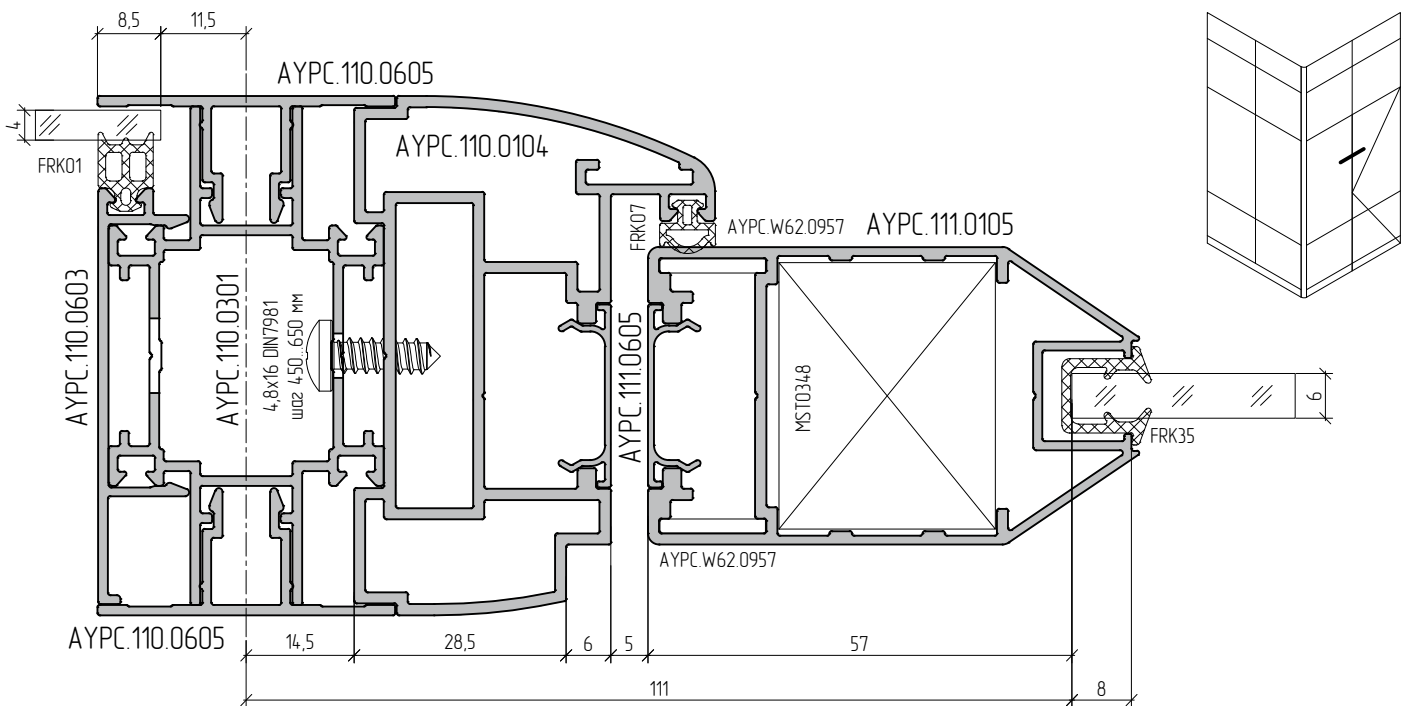 8,5
11,5
AYPC.110.0605
4
FRK01
AYPC.110.0104
FRK07
AYPC.W62.0957
AYPC.111.0105
AYPC.110.0603
AYPC.110.0301
4,8x16 DIN7981
шаг 450...650 мм
AYPC.111.0605
MST0348
6
FRK35
AYPC.W62.0957
AYPC.110.0605
14,5
28,5
6
5
57
111
8